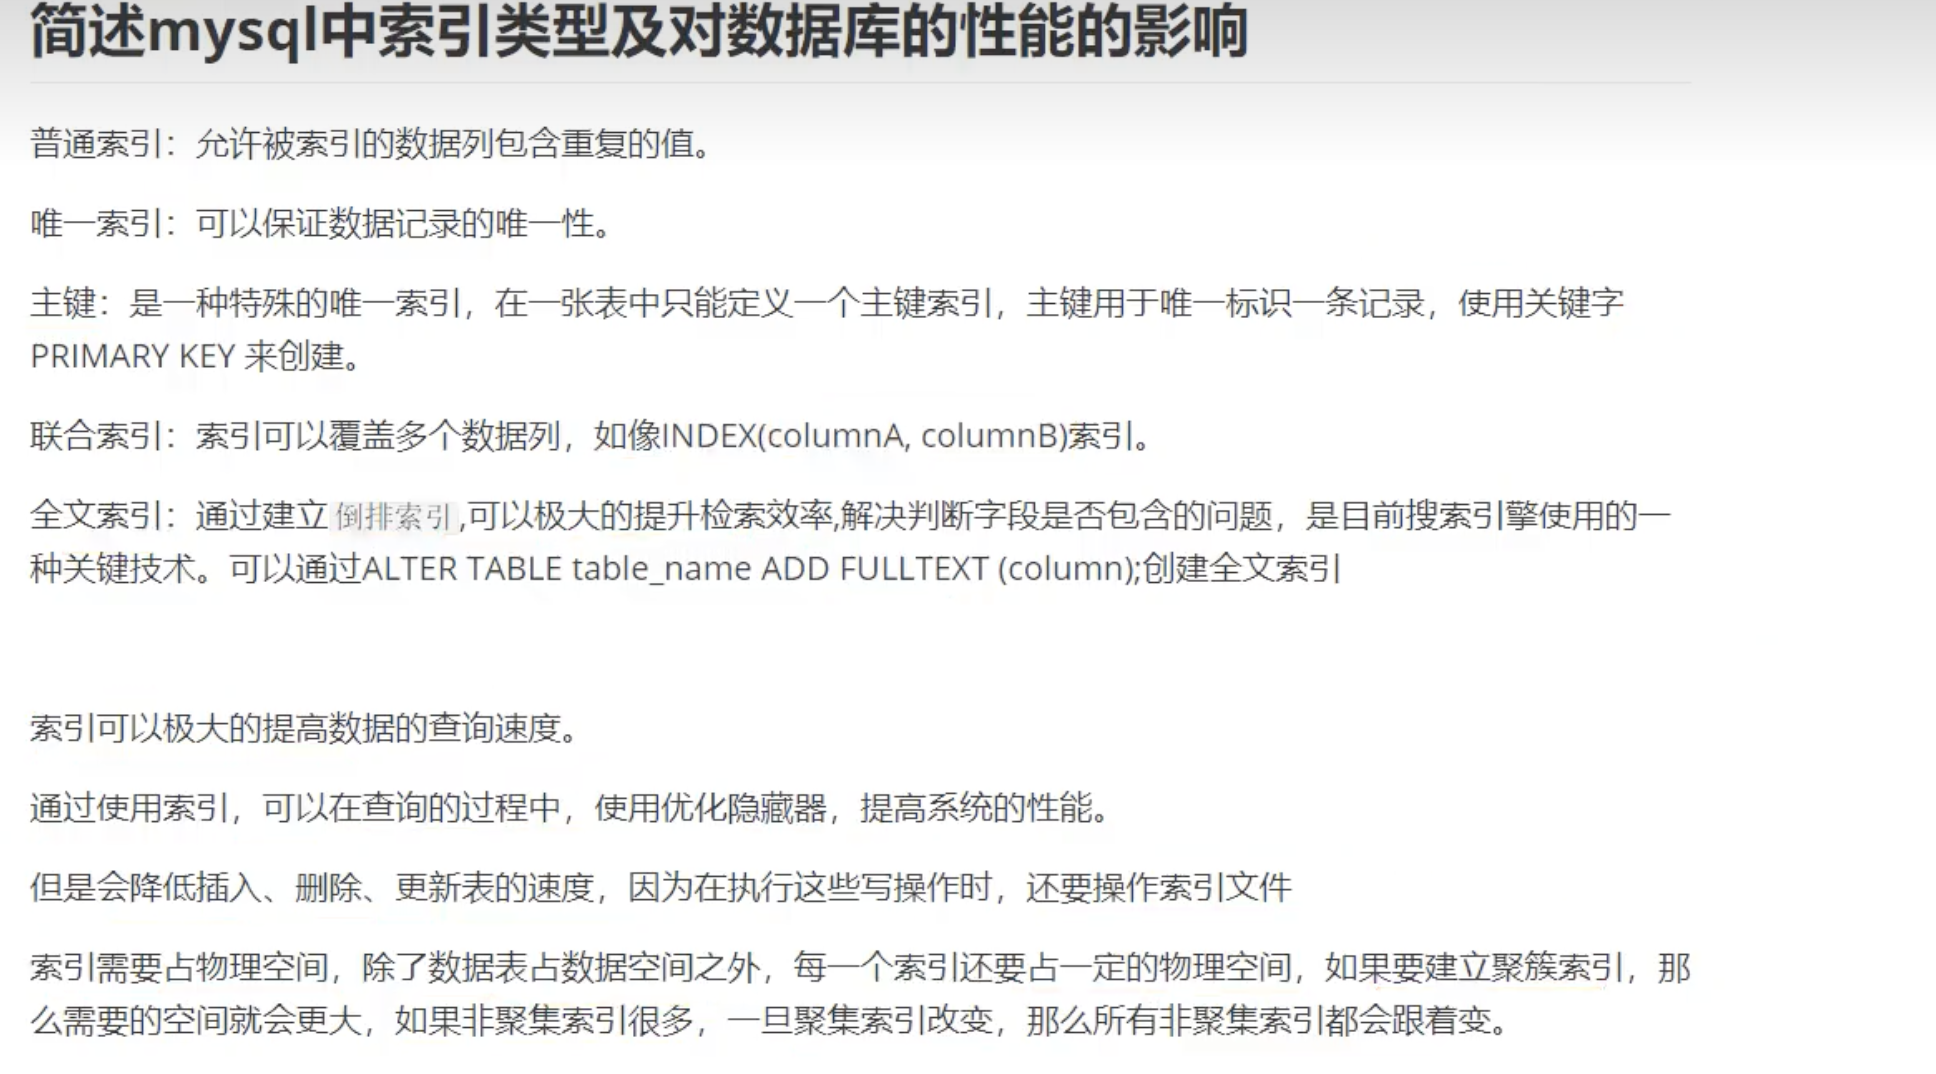 简述mysql中索引类型及对数据库的性能的影响
普通索引：允许被索引的数据列包含重复的值。
唯一索引：可以保证数据记录的唯一性。
主键：是一种特殊的唯一索引，在一张表中只能定义一个主键索引，主键用于唯一标识一条记录，使用关键字
PRIMARY KEY 来创建。
联合索引：索引可以覆盖多个数据列，如像INDEX(columnA, columnB)索引。
全文索引：通过建立倒排索引,可以极大的提升检索效率,解决判断字段是否包含的问题，是目前搜索引擎使用的一
种关键技术。可以通过ALTER TABLE table_name ADD FULLTEXT (column);创建全文索引
索引可以极大的提高数据的查询速度。
通过使用索引，可以在查询的过程中，使用优化隐藏器，提高系统的性能。
但是会降低插入、删除、更新表的速度，因为在执行这些写操作时，还要操作索引文件
索引需要占物理空间，除了数据表占数据空间之外，每一个索引还要占一定的物理空间，如果要建立聚簇索引，那
么需要的空间就会更大，如果非聚集索引很多，一旦聚集索引改变，那么所有非聚集索引都会跟着变。